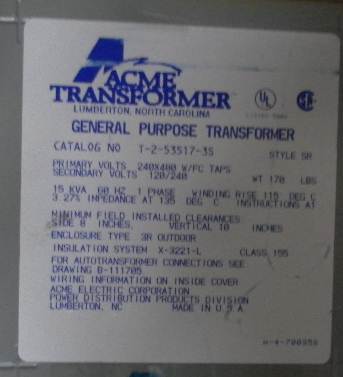 ACME
TRANSFORMER
LUMBERTON, NORTH CAROLINA
UL
GENERAL PURPOSE TRANSFORMER
CATALOG NO T-2-53517-3S STYLE SR
PRIMARY VOLTS 240X480 W/FC TAPS
SECONDARY VOLTS 120/240 WT 170 LBS
15 KVA 60 HZ 1 PHASE WINDING RISE 115 DEG C
3.27% IMPEDANCE AT 135 DEG C INSTRUCTIONS AT
MINIMUM FIELD INSTALLED CLEARANCES
SIDE 8 INCHES, VERTICAL 10 INCHES
ENCLOSURE TYPE 3R OUTDOOR
INSULATION SYSTEM X-3221-L CLASS 155
FOR AUTOTRANSFORMER CONNECTIONS SEE
DRAWING B-111705
WIRING INFORMATION ON INSIDE COVER
ACME ELECTRIC CORPORATION
POWER DISTRIBUTION PRODUCTS DIVISION
LUMBERTON, NC MADE IN U.S.A.